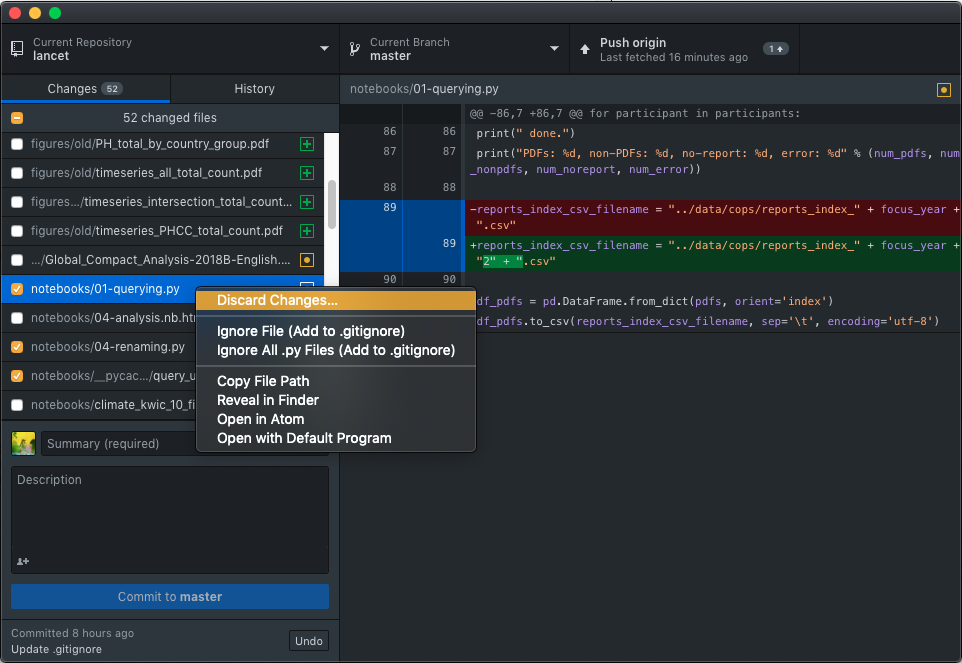 Current Repository
lancet
Current Branch
master
Push origin
Last fetched 16 minutes ago
1
Changes 52
History
notebooks/01-querying.py
52 changed files
figures/old/PH_total_by_country_group.pdf
figures/old/timeseries_all_total_count.pdf
figures.../timeseries_intersection_total_count...
figures/old/timeseries_PHCC_total_count.pdf
.../Global_Compact_Analysis-2018B-English....
notebooks/01-querying.py
notebooks/04-analysis.nb.htm
notebooks/04-renaming.py
notebooks/__pycac.../query_u
notebooks/climate_kwic_10_fi
@@ -86,7 +86,7 @@ for participant in participants:
86 86 print(" done.")
87 87 print("PDFs: %d, non-PDFs: %d, no-report: %d, error: %d" % (num_pdfs, num
_nonpdfs, num_noreport, num_error))
88 88
89 -reports_index_csv_filename = "../data/cops/reports_index_" + focus_year +
".csv"
89 +reports_index_csv_filename = "../data/cops/reports_index_" + focus_year +
"2" + ".csv"
90 90
df_pdfs = pd.DataFrame.from_dict(pdfs, orient='index')
df_pdfs.to_csv(reports_index_csv_filename, sep='\t', encoding='utf-8')
Discard Changes...
Ignore File (Add to .gitignore)
Ignore All .py Files (Add to .gitignore)
Copy File Path
Reveal in Finder
Open in Atom
Open with Default Program
Summary (required)
Description
Commit to master
Committed 8 hours ago
Update .gitignore
Undo